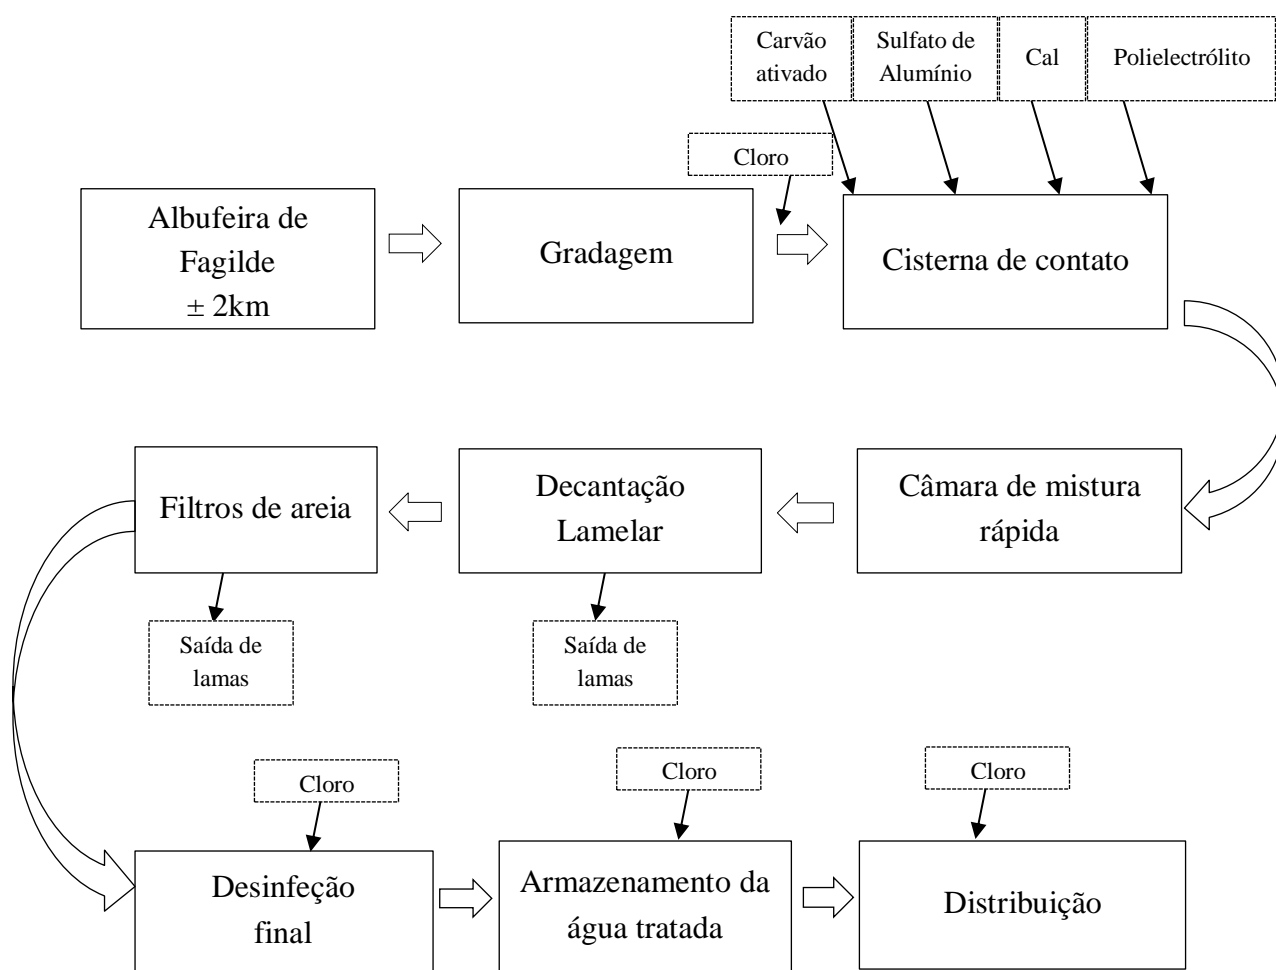 Carvão
ativado
Sulfato de
Alumínio
Cal
Polielectrólito
Cloro
Albufeira de
Fagilde
± 2km
Gradagem
Cisterna de contato
Filtros de areia
Decantação
Lamelar
Câmara de mistura
rápida
Saída de
lamas
Saída de
lamas
Cloro
Cloro
Cloro
Desinfeção
final
Armazenamento da
água tratada
Distribuição